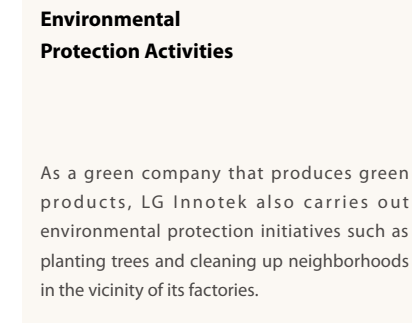 Environmental
Protection Activities
As a green company that produces green
products, LG Innotek also carries out
environmental protection initiatives such as
planting trees and cleaning up neighborhoods
in the vicinity of its factories.